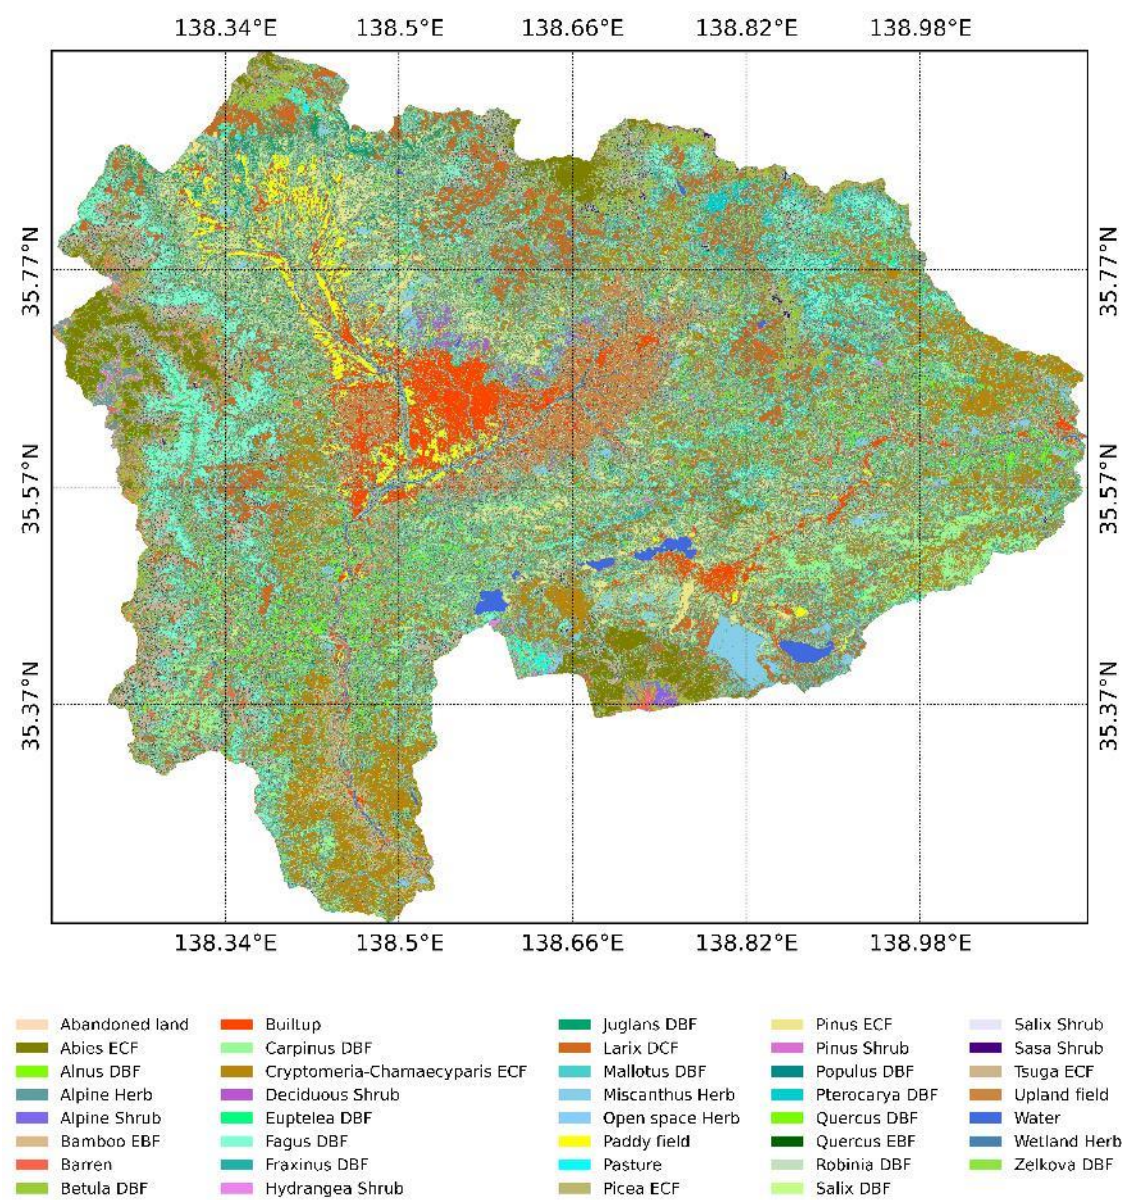 138.34°E 138.5°E 138.66°E 138.82°E 138.98°E
35.77°N 35.77°N
35.57°N 35.57°N
35.37°N 35.37°N
138.34°E 138.5°E 138.66°E 138.82°E 138.98°E
Abandoned land Builtup Juglans DBF Pinus ECF Salix Shrub
Abies ECF Carpinus DBF Larix DCF Pinus Shrub Sasa Shrub
Alnus DBF Cryptomeria-Chamaecyparis ECF Mallotus DBF Populus DBF Tsuga ECF
Alpine Herb Deciduous Shrub Miscanthus Herb Pterocarya DBF Upland field
Alpine Shrub Euptelea DBF Open space Herb Quercus DBF Water
Bamboo EBF Fagus DBF Paddy field Quercus EBF Wetland Herb
Barren Fraxinus DBF Pasture Robinia DBF Zelkova DBF
Betula DBF Hydrangea Shrub Picea ECF Salix DBF